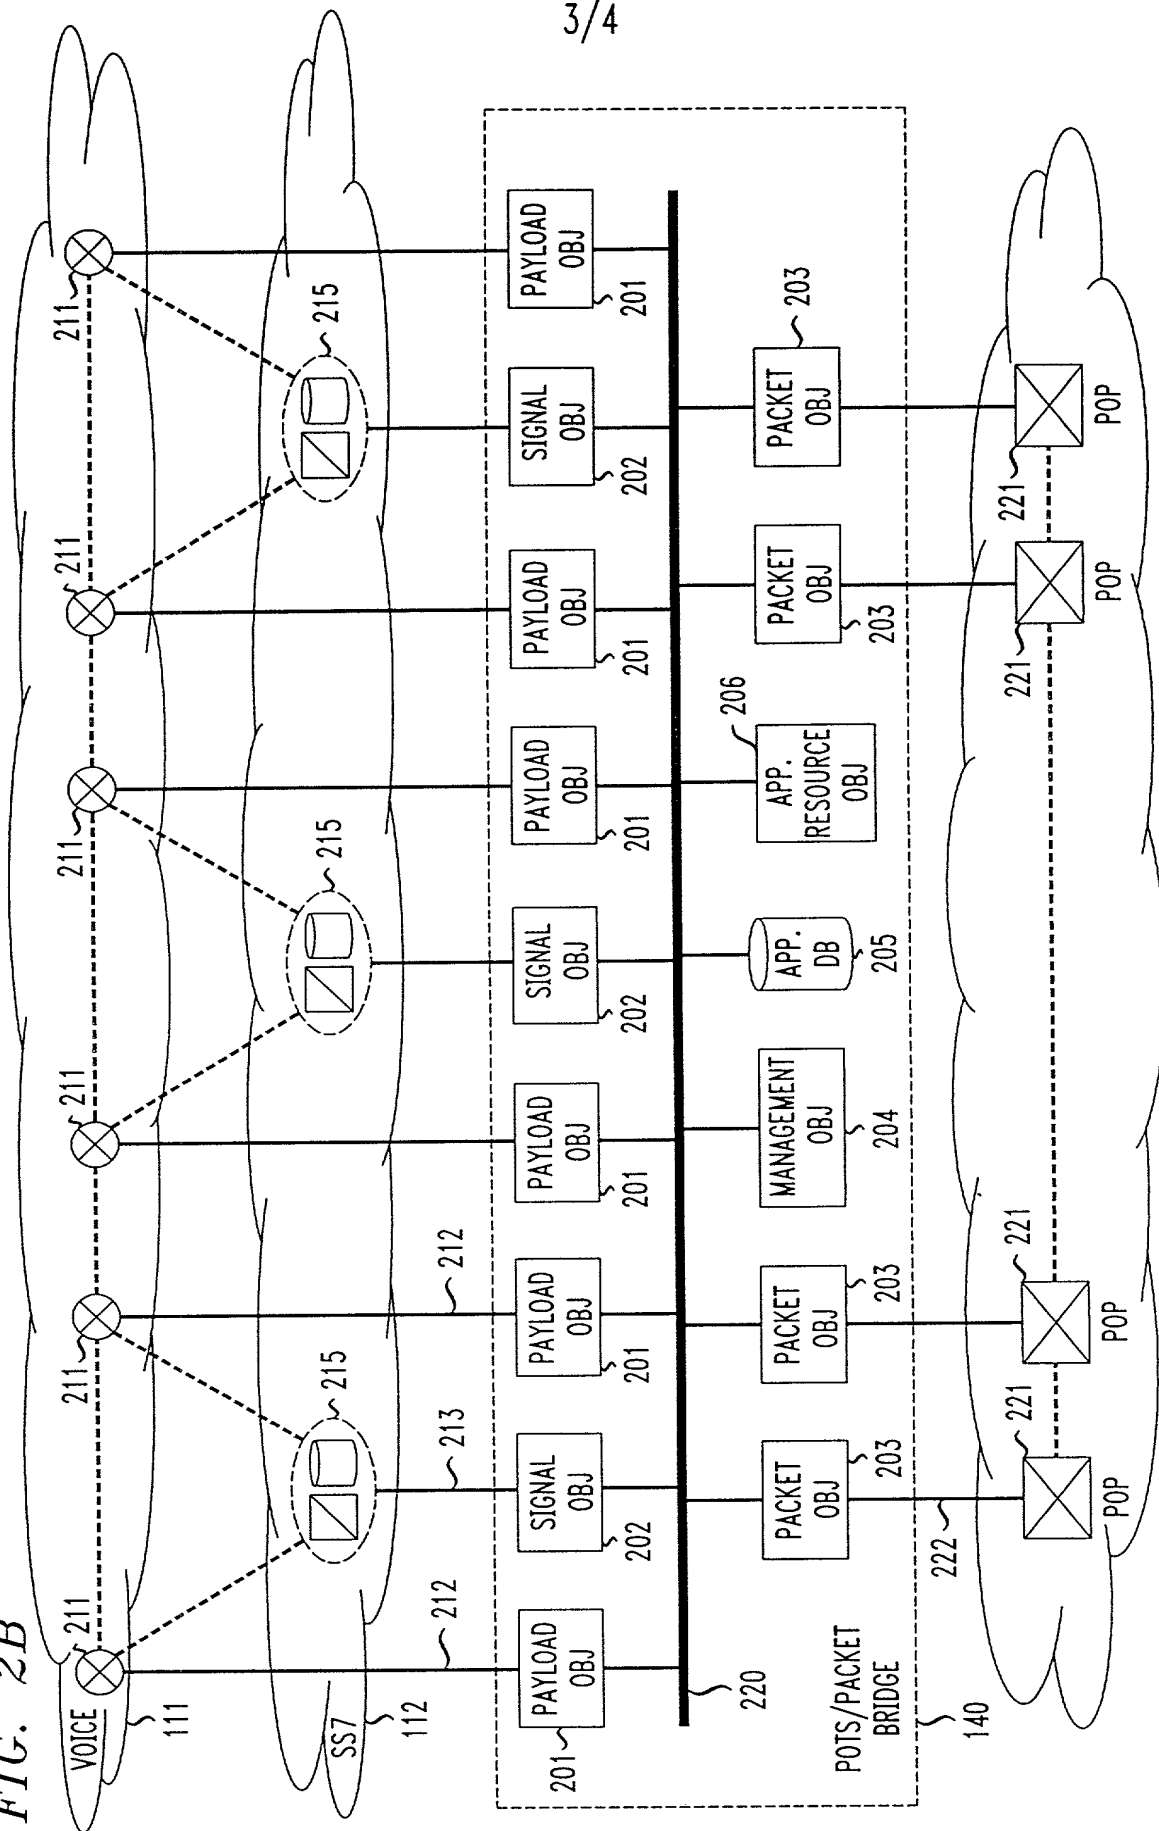 3/4
FIG. 2B
VOICE
111
211
211
211
211
211
211
SS7
112
215
215
215
212
213
212
PAYLOAD
OBJ
201
SIGNAL
OBJ
202
PAYLOAD
OBJ
201
PAYLOAD
OBJ
201
SIGNAL
OBJ
202
PAYLOAD
OBJ
201
PAYLOAD
OBJ
201
SIGNAL
OBJ
202
PAYLOAD
OBJ
201
220
PACKET
OBJ
203
PACKET
OBJ
203
MANAGEMENT
OBJ
204
APP.
DB
205
APP.
RESOURCE
OBJ
206
PACKET
OBJ
203
PACKET
OBJ
203
POTS/PACKET
BRIDGE
140
222
221
POP
221
POP
221
POP
221
POP